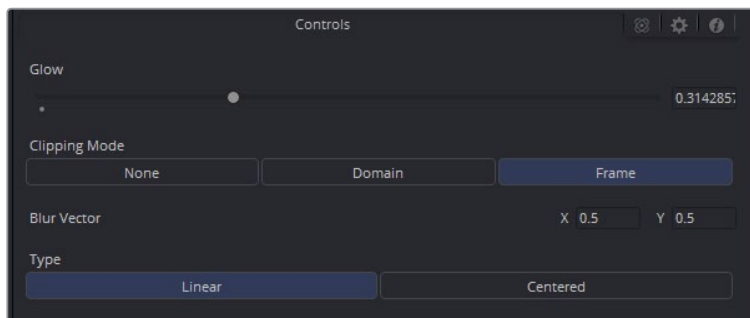 Controls
Glow
0.3142857
Clipping Mode
None Domain Frame
Blur Vector X 0.5 Y 0.5
Type
Linear Centered